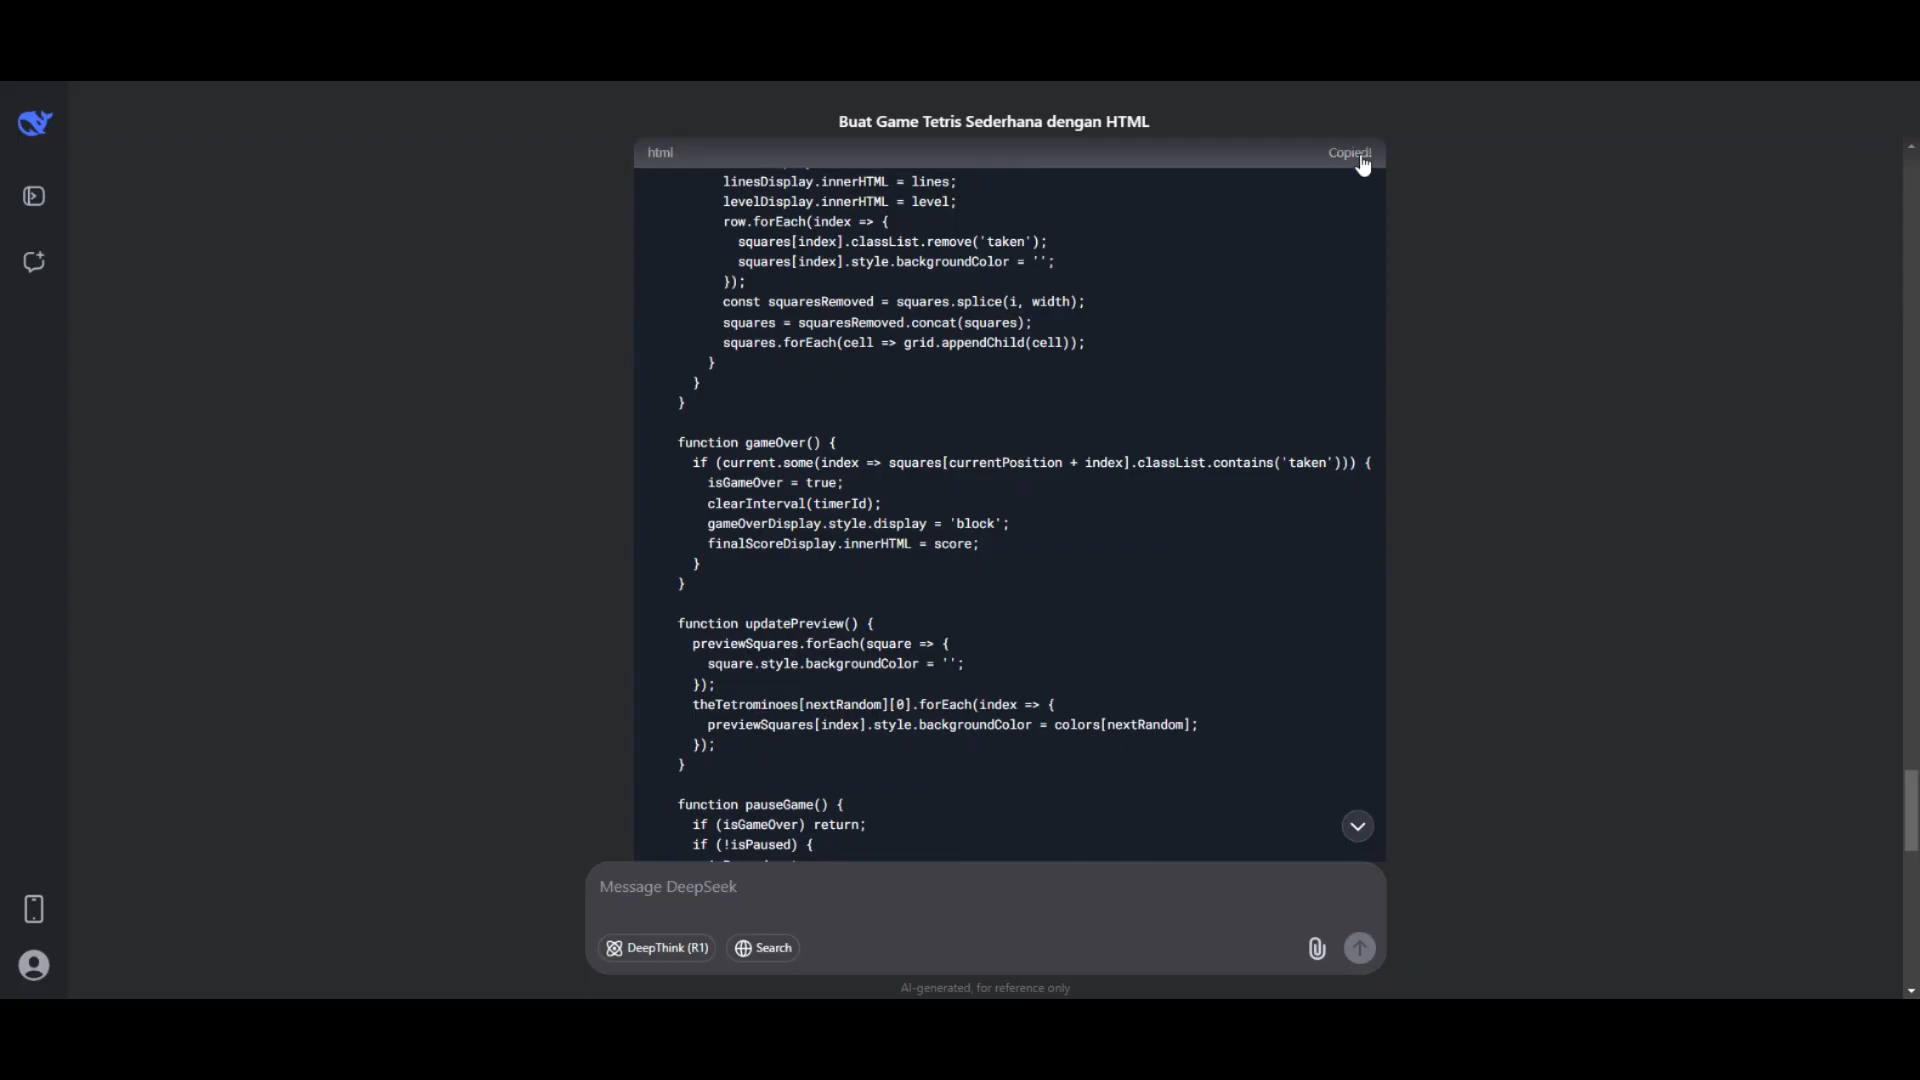 Buat Game Tetris Sederhana dengan HTML
html
Copied!
linesDisplay.innerHTML = lines;
levelDisplay.innerHTML = level;
row.forEach(index => {
squares[index].classList.remove('taken');
squares[index].style.backgroundColor = '';
});
const squaresRemoved = squares.splice(i, width);
squares = squaresRemoved.concat(squares);
squares.forEach(cell => grid.appendChild(cell));
}
}
}
function gameOver() {
if (current.some(index => squares[currentPosition + index].classList.contains('taken'))) {
isGameOver = true;
clearInterval(timerId);
gameOverDisplay.style.display = 'block';
finalScoreDisplay.innerHTML = score;
}
}
function updatePreview() {
previewSquares.forEach(square => {
square.style.backgroundColor = '';
});
theTetrominoes[nextRandom][0].forEach(index => {
previewSquares[index].style.backgroundColor = colors[nextRandom];
});
}
function pauseGame() {
if (isGameOver) return;
if (!isPaused) {
Message DeepSeek
DeepThink (R1)
Search
AI-generated, for reference only